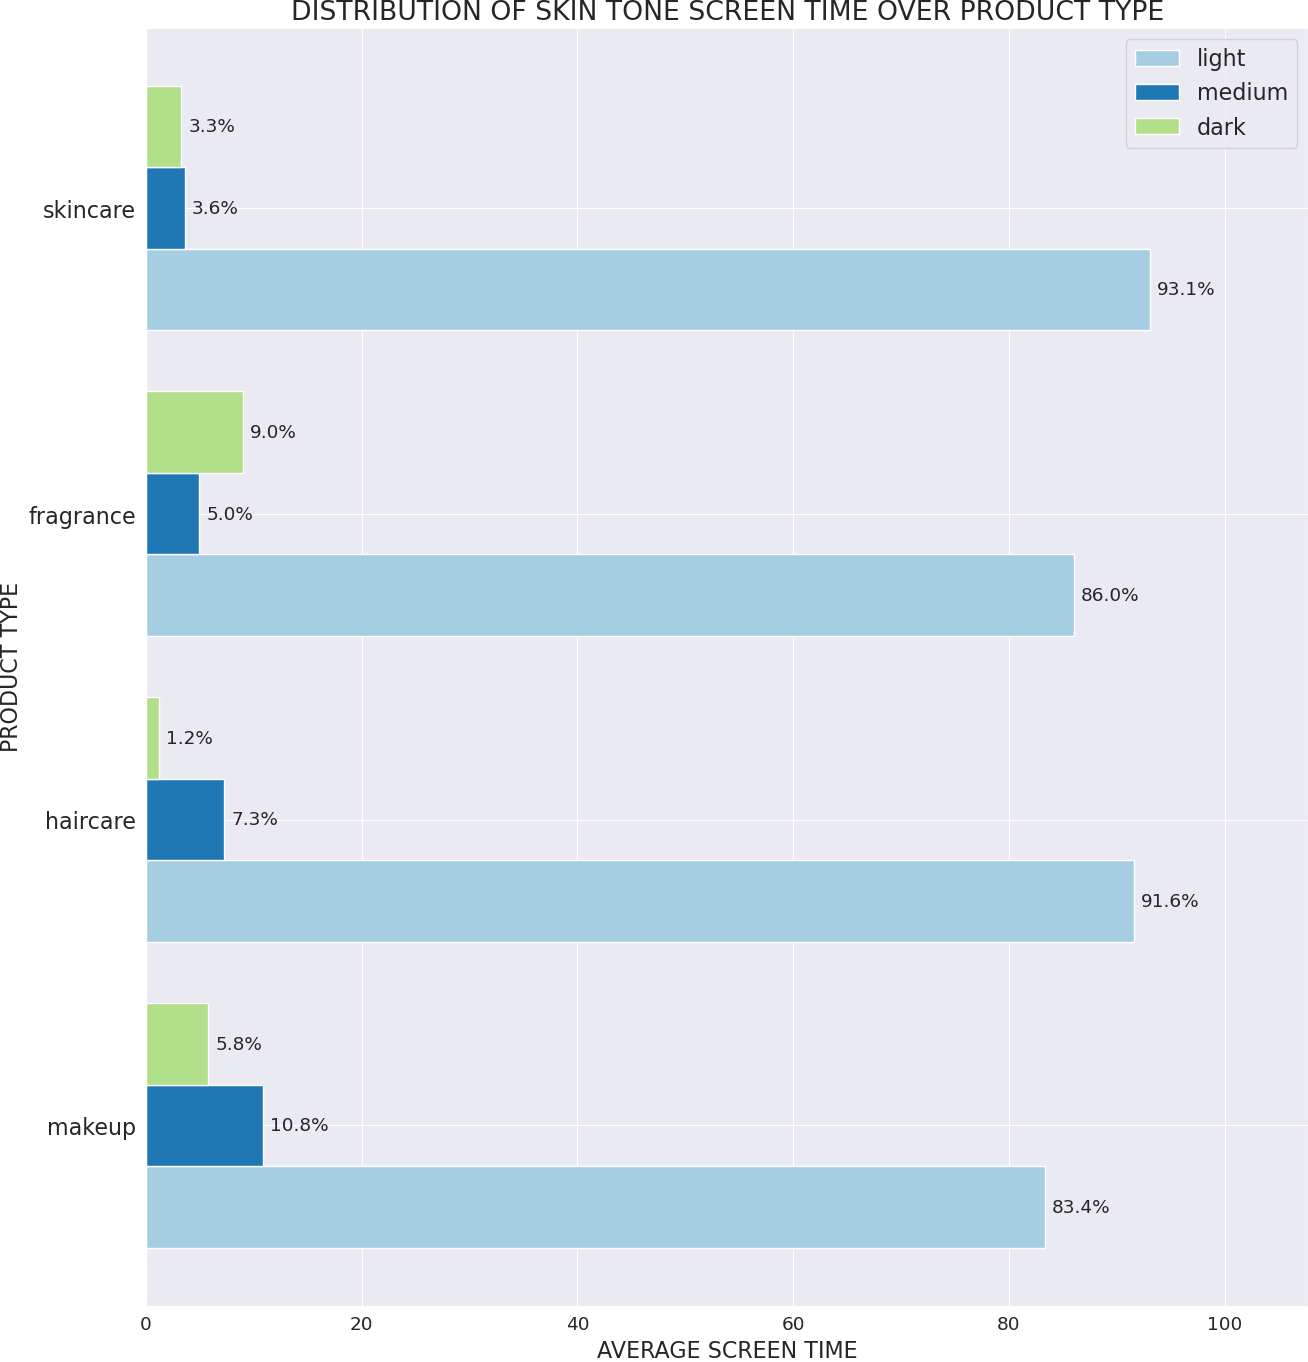 DISTRIBUTION OF SKIN TONE SCREEN TIME OVER PRODUCT TYPE
light
medium
dark
3.3%
skincare
3.6%
93.1%
9.0%
fragrance
5.0%
86.0%
PRODUCT TYPE
1.2%
haircare
7.3%
91.6%
5.8%
makeup
10.8%
83.4%
0 20 40 60 80 100
AVERAGE SCREEN TIME